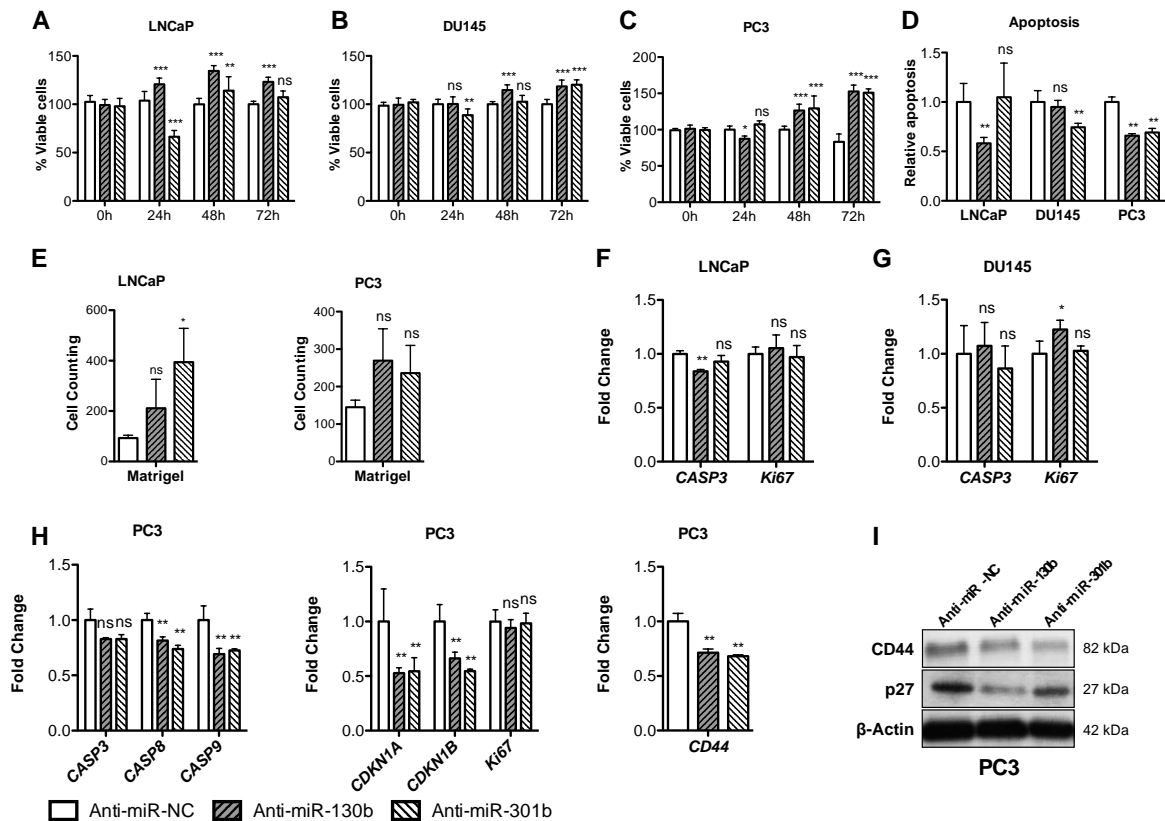 A
LNCaP
% Viable cells
150
100
50
0
*** *** *** ** *** ns
0h 24h 48h 72h
B
DU145
% Viable cells
150
100
50
0
ns ** *** ns *** ***
0h 24h 48h 72h
C
PC3
% Viable cells
200
150
100
50
0
* ns *** *** *** ***
0h 24h 48h 72h
D
Apoptosis
Relative apoptosis
1.5
1.0
0.5
0.0
** ns ns ** ** **
LNCaP DU145 PC3
E
LNCaP
Cell Counting
600
400
200
0
ns *
Matrigel
PC3
Cell Counting
400
300
200
100
0
ns ns
Matrigel
F
LNCaP
Fold Change
1.5
1.0
0.5
0.0
** ns ns ns
CASP3 Ki67
G
DU145
Fold Change
1.5
1.0
0.5
0.0
ns ns * ns
CASP3 Ki67
H
PC3
Fold Change
1.5
1.0
0.5
0.0
ns ns ** ** ** **
CASP3 CASP8 CASP9
PC3
Fold Change
1.5
1.0
0.5
0.0
** ** ** ** ns ns
CDKN1A CDKN1B Ki67
PC3
Fold Change
1.5
1.0
0.5
0.0
** **
CD44
I
Anti-miR-NC Anti-miR-130b Anti-miR-301b
CD44 82 kDa
p27 27 kDa
β-Actin 42 kDa
PC3
Anti-miR-NC Anti-miR-130b Anti-miR-301b